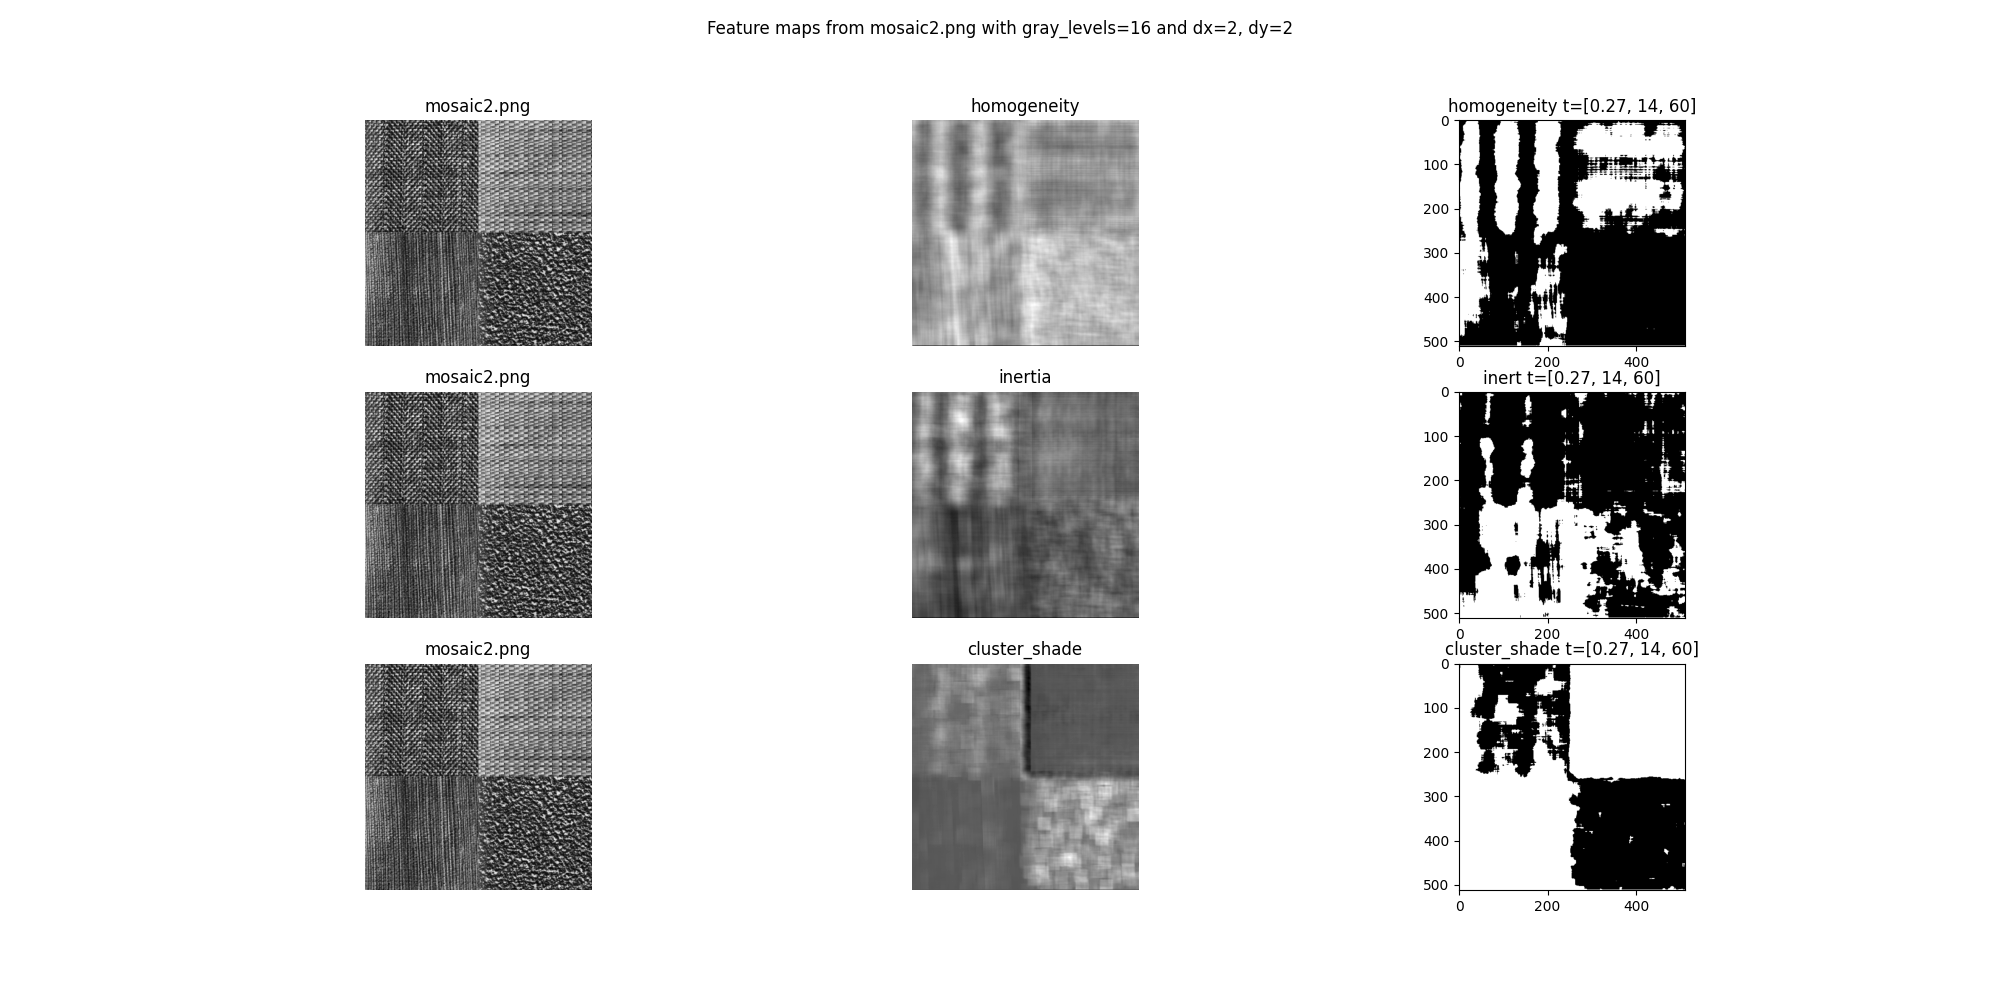 Feature maps from mosaic2.png with gray_levels=16 and dx=2, dy=2
mosaic2.png
homogeneity
homogeneity t=[0.27, 14, 60]
0
100
200
300
400
500
0
200
400
mosaic2.png
inertia
inert t=[0.27, 14, 60]
0
100
200
300
400
500
0
200
400
mosaic2.png
cluster_shade
cluster_shade t=[0.27, 14, 60]
0
100
200
300
400
500
0
200
400